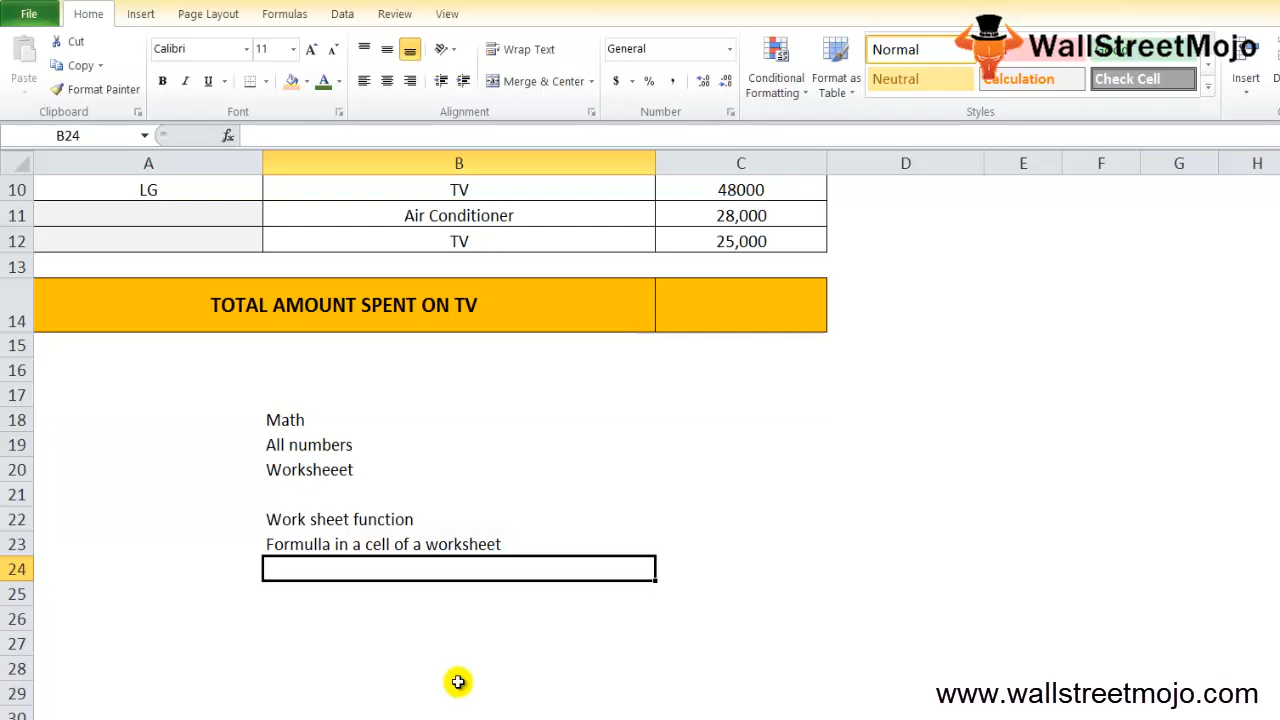 File Home Insert Page Layout Formulas Data Review View
WallStreetMojo
Paste Cut Copy Format Painter Clipboard
Calibri 11 B I U A Font
Wrap Text Merge & Center Alignment
General $ % , Number
Conditional Formatting Format as Table
Normal Neutral Calculation Check Cell Styles
Insert
B24 fx
A B C D E F G H
10 LG TV 48000
11 Air Conditioner 28,000
12 TV 25,000
13
14 TOTAL AMOUNT SPENT ON TV
15
16
17
18 Math
19 All numbers
20 Worksheeet
21
22 Work sheet function
23 Formulla in a cell of a worksheet
24
25
26
27
28
29
30
www.wallstreetmojo.com